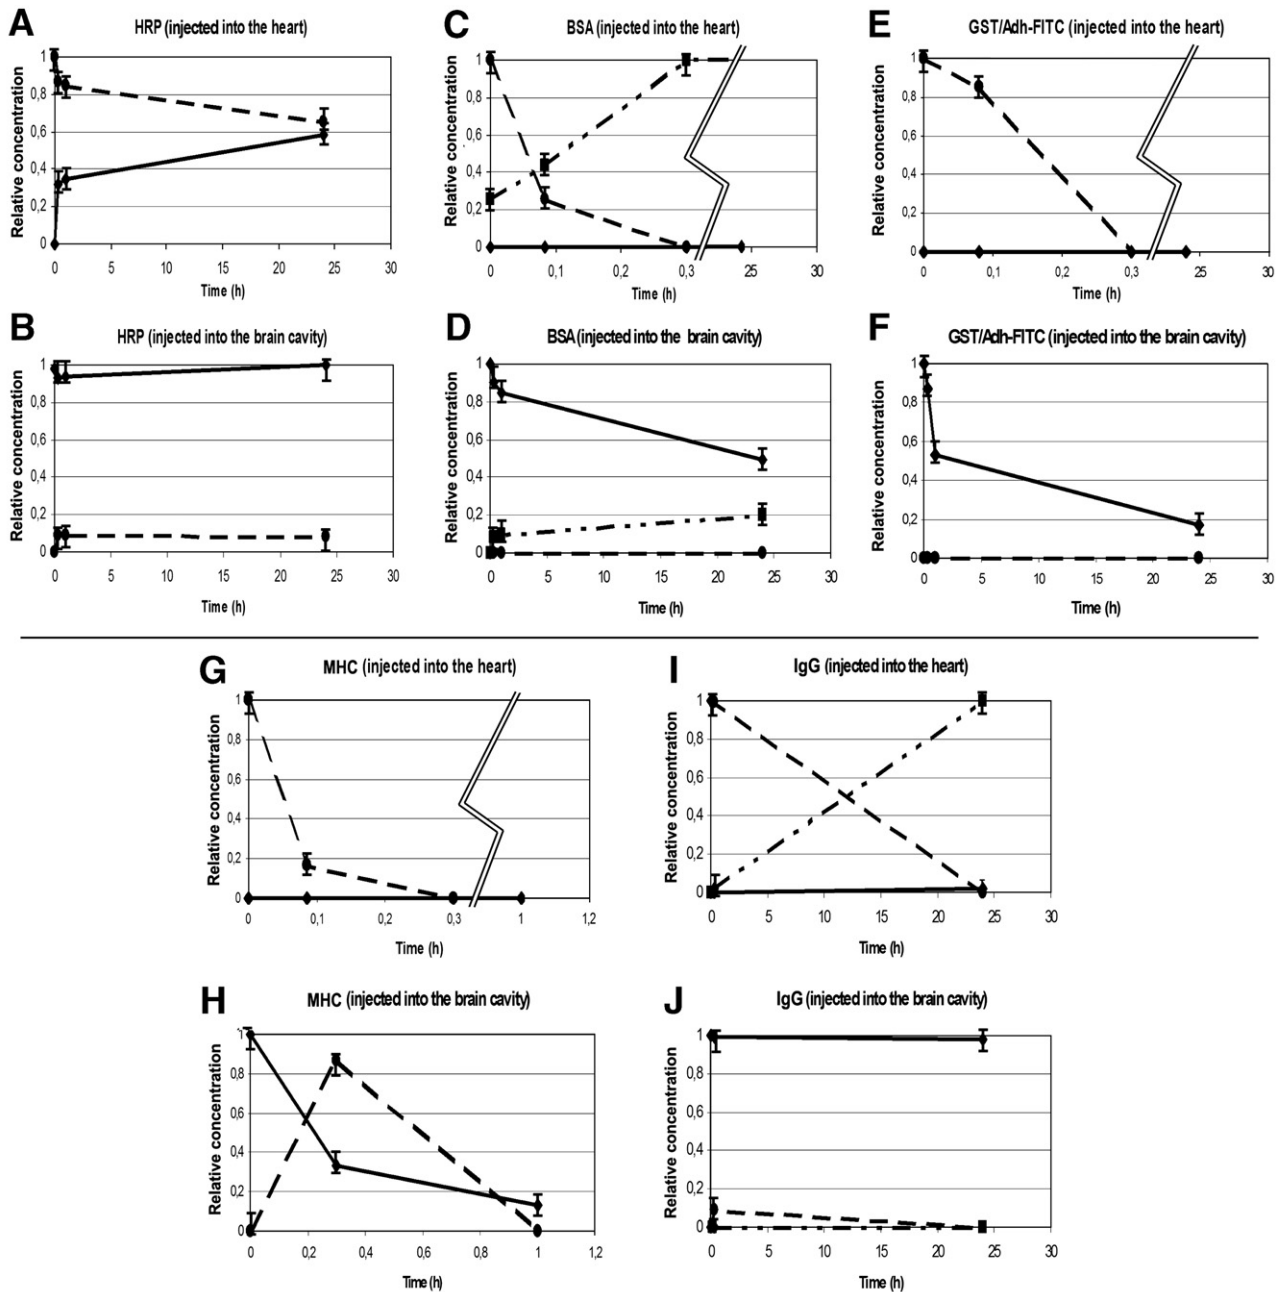 A
HRP (injected into the heart)
Relative concentration
1
0,8
0,6
0,4
0,2
0
0 5 10 15 20 25 30
Time (h)
C
BSA (injected into the heart)
Relative concentration
1
0,8
0,6
0,4
0,2
0
0 0,1 0,2 0,3 25 30
Time (h)
E
GST/Adh-FITC (injected into the heart)
Relative concentration
1
0,8
0,6
0,4
0,2
0
0 0,1 0,2 0,3 25 30
Time (h)
B
HRP (injected into the brain cavity)
Relative concentration
1
0,8
0,6
0,4
0,2
0
0 5 10 15 20 25 30
Time (h)
D
BSA (injected into the brain cavity)
Relative concentration
1
0,8
0,6
0,4
0,2
0
0 5 10 15 20 25 30
Time (h)
F
GST/Adh-FITC (injected into the brain cavity)
Relative concentration
1
0,8
0,6
0,4
0,2
0
0 5 10 15 20 25 30
Time (h)
G
MHC (injected into the heart)
Relative concentration
1
0,8
0,6
0,4
0,2
0
0 0,1 0,2 0,3 1 1,2
Time (h)
I
IgG (injected into the heart)
Relative concentration
1
0,8
0,6
0,4
0,2
0
0 5 10 15 20 25 30
Time (h)
H
MHC (injected into the brain cavity)
Relative concentration
1
0,8
0,6
0,4
0,2
0
0 0,2 0,4 0,6 0,8 1 1,2
Time (h)
J
IgG (injected into the brain cavity)
Relative concentration
1
0,8
0,6
0,4
0,2
0
0 5 10 15 20 25 30
Time (h)